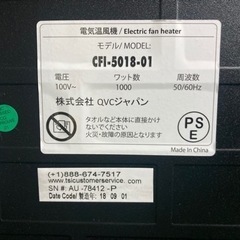 電気温風機 / Electric fan heater
モデル/ MODEL:
CFI-5018-01
電圧 ワット数 周波数
100V~ 1000 50/60Hz
株式会社 QVCジャパン
タオルなど本体に直接かけ
ないでください
火災・故障の原因となります。
PSE
Made in China
(+1)888-674-7517
www.tsicustomerservice.com
SN #: AU -78412 -P
Date Code/ 製造年: 18 09 01